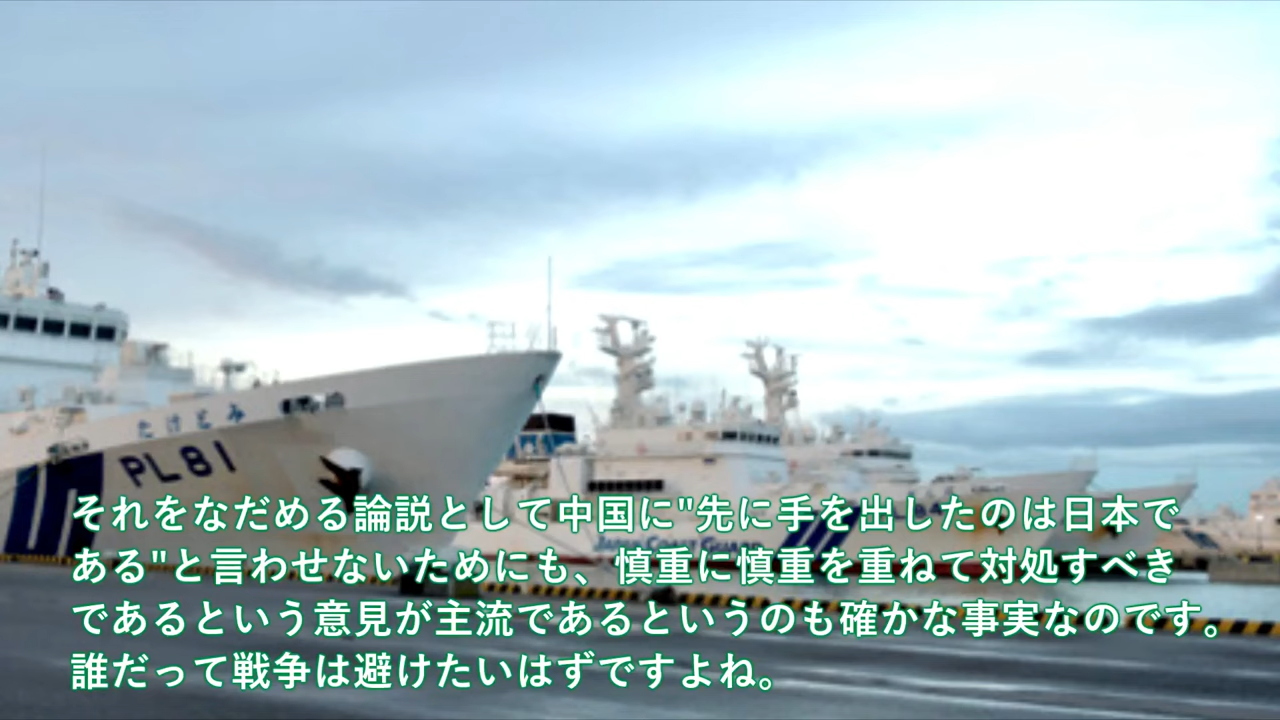 たけとみ
PL81
JAPAN COAST GUARD
それをなだめる論説として中国に"先に手を出したのは日本で
ある"と言わせないためにも、慎重に慎重を重ねて対処すべき
であるという意見が主流であるというのも確かな事実なのです。
誰だって戦争は避けたいはずですよね。